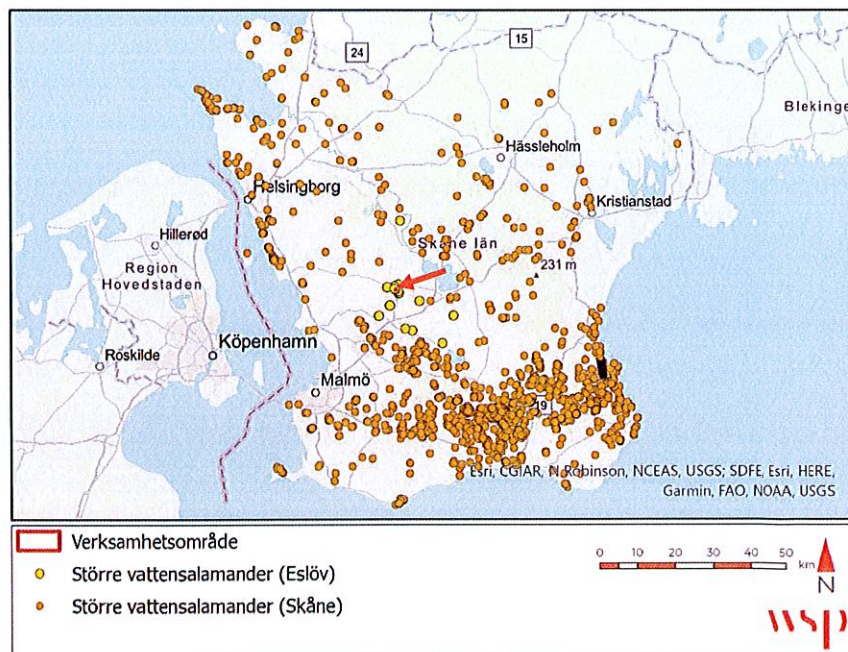 24
15
Blekinge
Hässleholm
Helsingborg
Kristianstad
Hillerød
Skåne län
Region
Hovedstaden
231 m
Köpenhamn
Roskilde
Malmö
19
Esri, CGIAR, N Robinson, NCEAS, USGS; SDFE, Esri, HERE,
Garmin, FAO, NOAA, USGS
Verksamhetsområde
Större vattensalamander (Eslöv)
Större vattensalamander (Skåne)
0 5 10 20 30 40 50
km
N
wsp